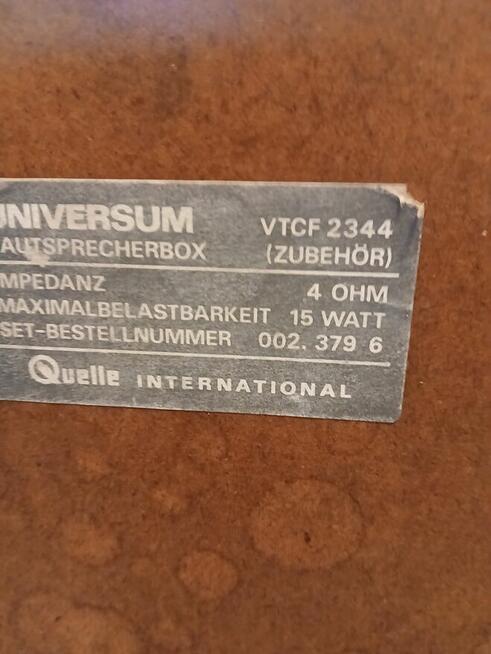 UNIVERSUM VTCF 2344
AUTSPRECHERBOX (ZUBEHÖR)
MPEDANZ 4 OHM
MAXIMALBELASTBARKEIT 15 WATT
SET-BESTELLNUMMER 002. 379 6
Quelle INTERNATIONAL